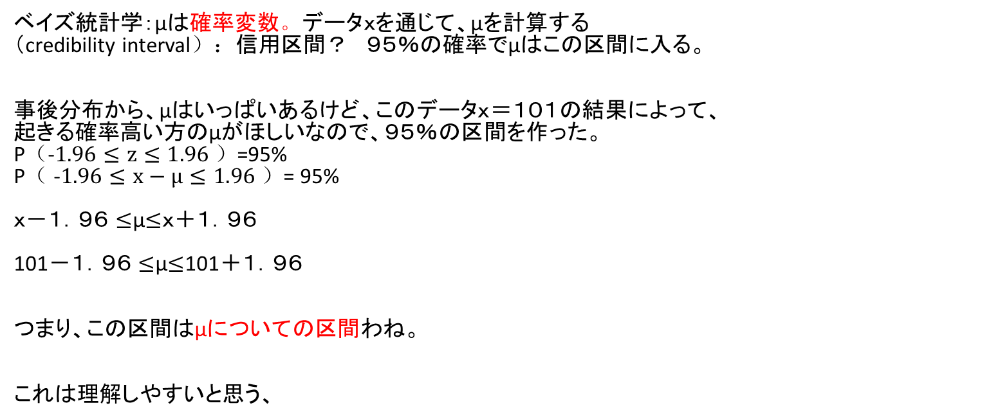 ベイズ統計学：μは確率変数。データxを通じて、μを計算する
（credibility interval）：信用区間？　９５％の確率でμはこの区間に入る。
事後分布から、μはいっぱいあるけど、このデータｘ＝１０１の結果によって、
起きる確率高い方のμがほしいなので、９５％の区間を作った。
P（-1.96 ≤ z ≤ 1.96 ）=95%
P（ -1.96 ≤ x − μ ≤ 1.96 ）= 95%
ｘ－１．９６ ≤μ≤ｘ＋１．９６
101－１．９６ ≤μ≤101＋１．９６
つまり、この区間はμについての区間わね。
これは理解しやすいと思う、